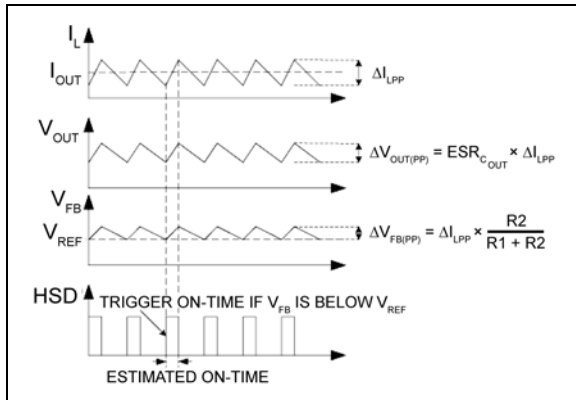 I_L
I_OUT
ΔI_LPP
V_OUT
ΔV_OUT(PP) = ESR_C_OUT × ΔI_LPP
V_FB
V_REF
ΔV_FB(PP) = ΔI_LPP × R2 / R1 + R2
HSD
TRIGGER ON-TIME IF V_FB IS BELOW V_REF
ESTIMATED ON-TIME